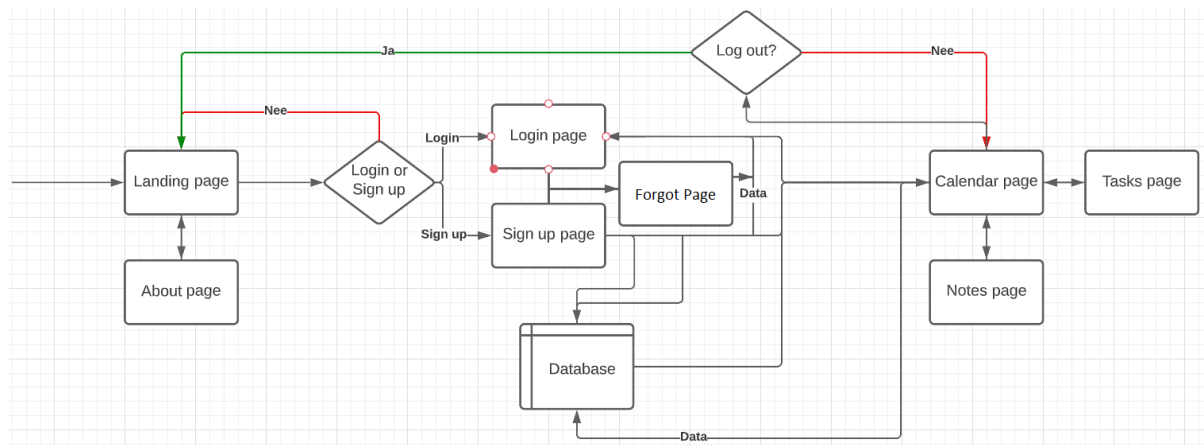 Log out?
Ja
Nee
Nee
Login
Login page
Login or
Sign up
Landing page
Forgot Page
Data
Calendar page
Tasks page
Sign up
Sign up page
About page
Notes page
Database
Data